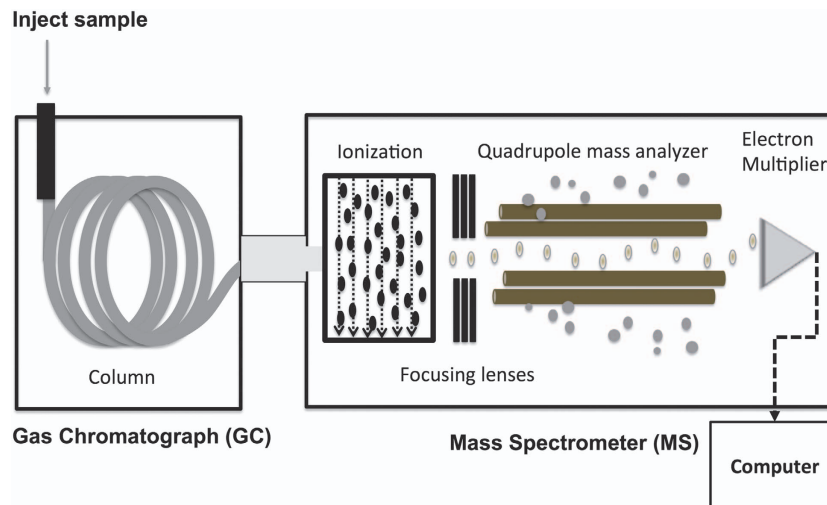 Inject sample
Ionization
Quadrupole mass analyzer
Electron
Multiplier
Column
Focusing lenses
Gas Chromatograph (GC)
Mass Spectrometer (MS)
Computer